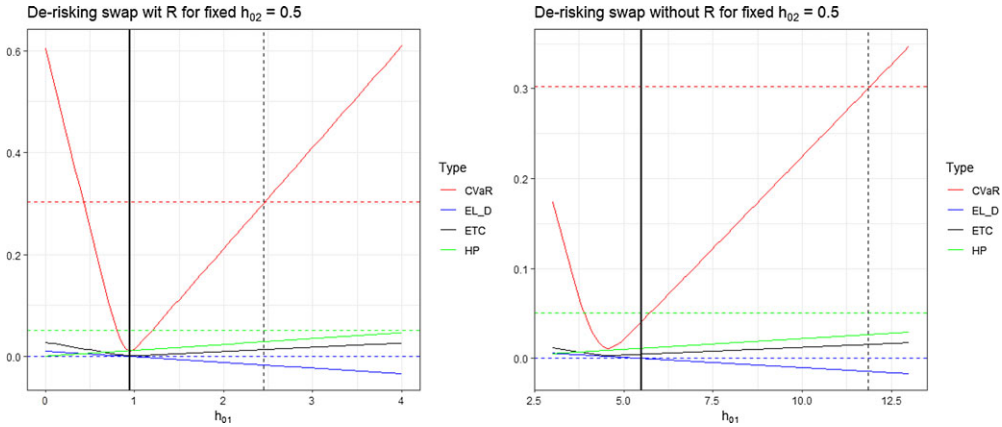 De-risking swap wit R for fixed h02 = 0.5
0.6
0.4
0.2
0.0
0
1
2
3
4
h01
Type
CVaR
EL_D
ETC
HP
De-risking swap without R for fixed h02 = 0.5
0.3
0.2
0.1
0.0
2.5
5.0
7.5
10.0
12.5
h01
Type
CVaR
EL_D
ETC
HP